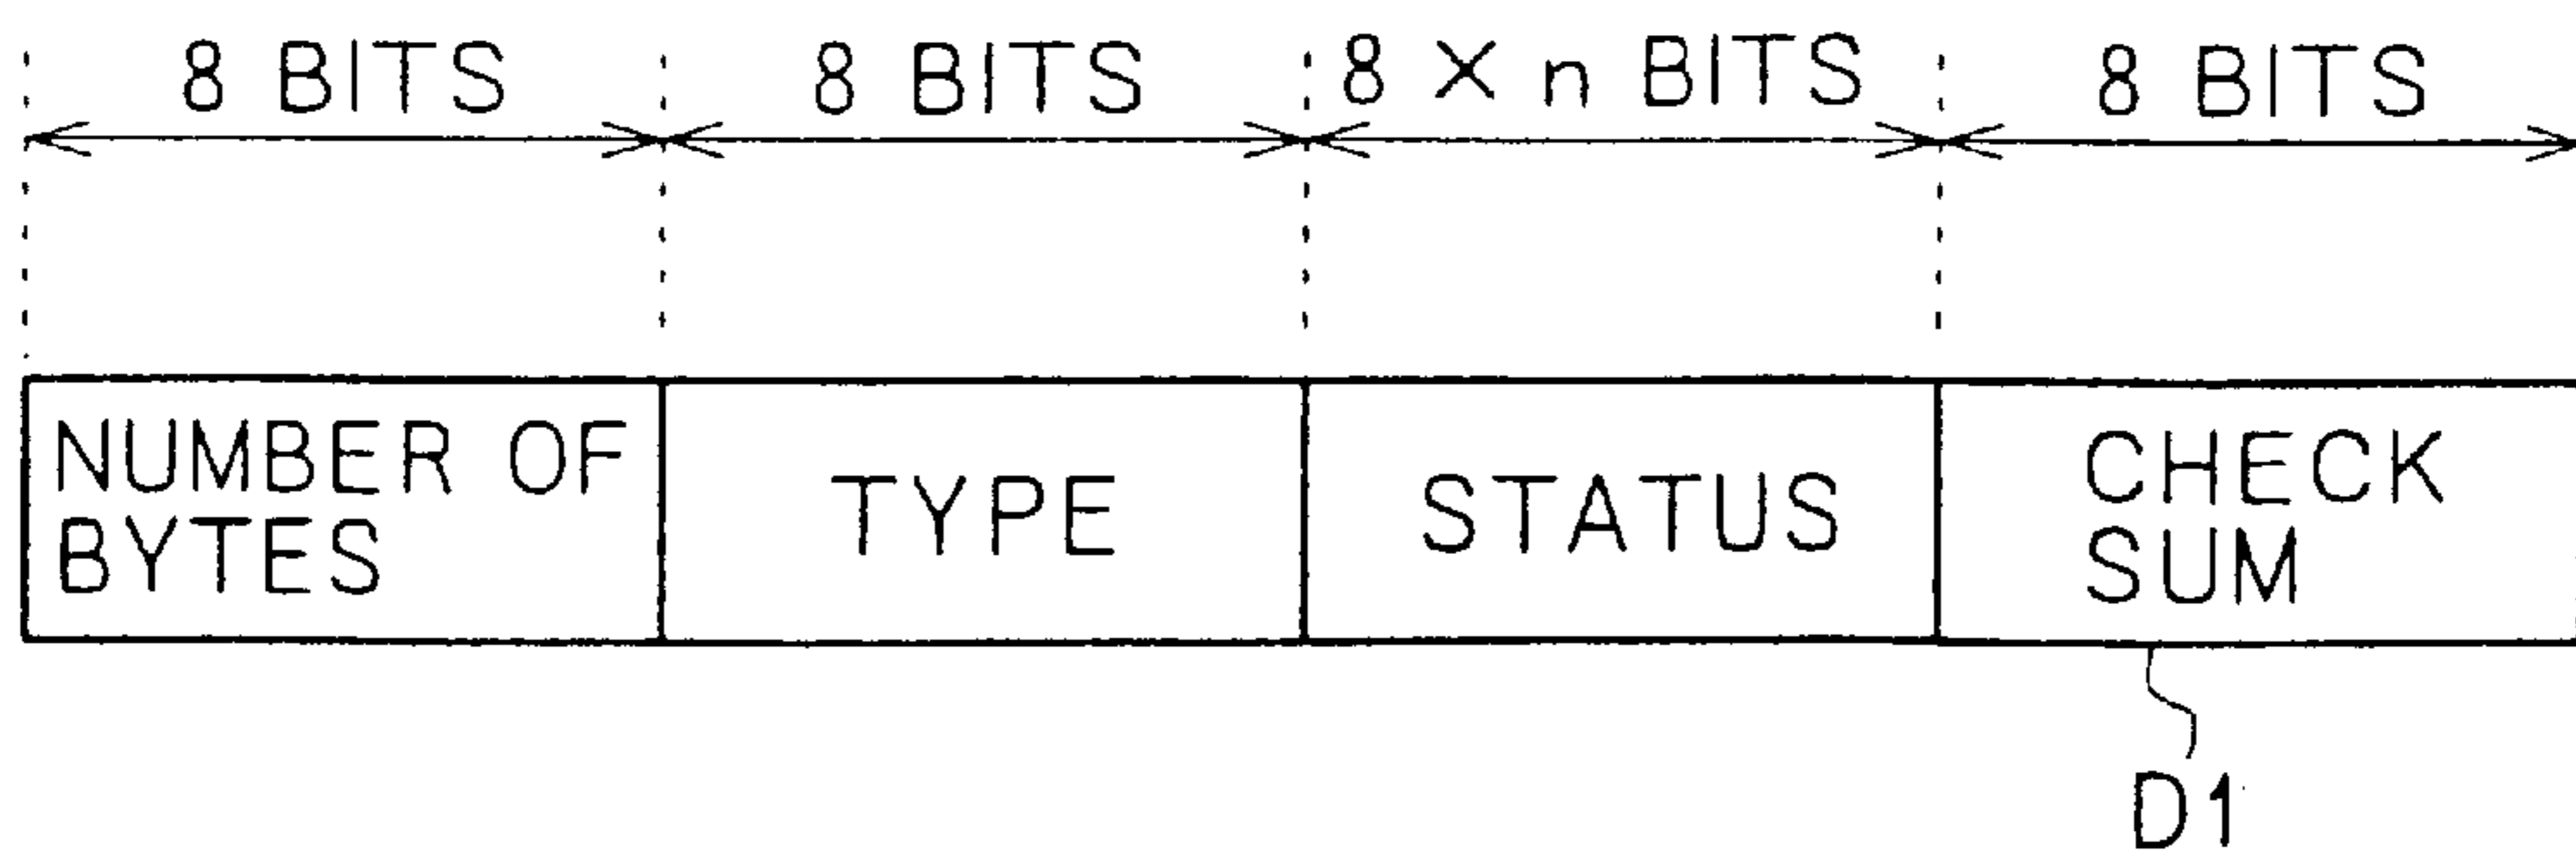 8 BITS 8 BITS 8 × n BITS 8 BITS
NUMBER OF
BYTES
TYPE
STATUS
CHECK
SUM
D1